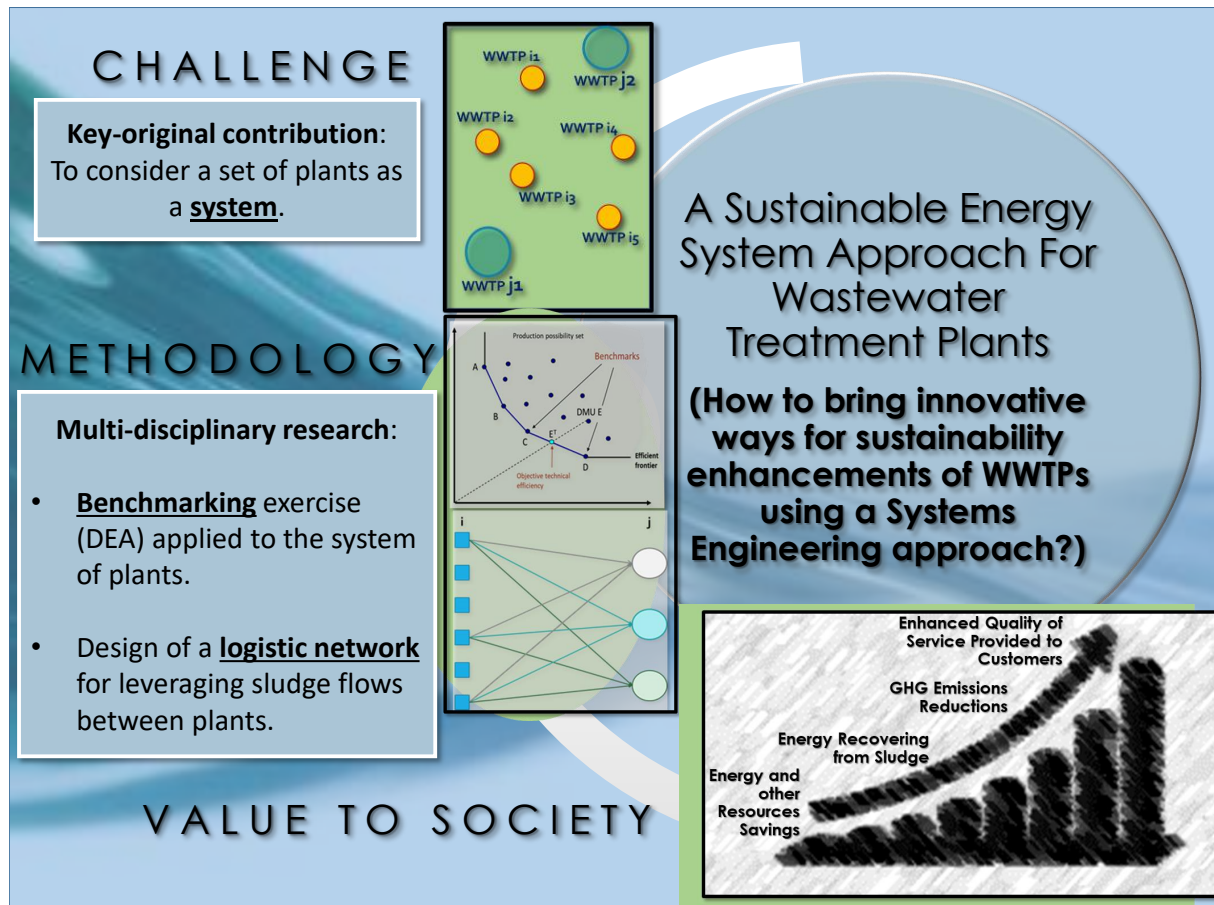 CHALLENGE
Key-original contribution:
To consider a set of plants as
a system.
WWTP i1
WWTP j2
WWTP i2
WWTP i4
WWTP i3
WWTP i5
WWTP j1
A Sustainable Energy
System Approach For
Wastewater
Treatment Plants
(How to bring innovative
ways for sustainability
enhancements of WWTPs
using a Systems
Engineering approach?)
METHODOLOGY
Multi-disciplinary research:
• Benchmarking exercise
(DEA) applied to the system
of plants.
• Design of a logistic network
for leveraging sludge flows
between plants.
Production possibility set
Benchmarks
A
B
DMU E
C
E^T
D
Efficient
frontier
Objective technical
efficiency
i
j
VALUE TO SOCIETY
Enhanced Quality of
Service Provided to
Customers
GHG Emissions
Reductions
Energy Recovering
from Sludge
Energy and
other
Resources
Savings